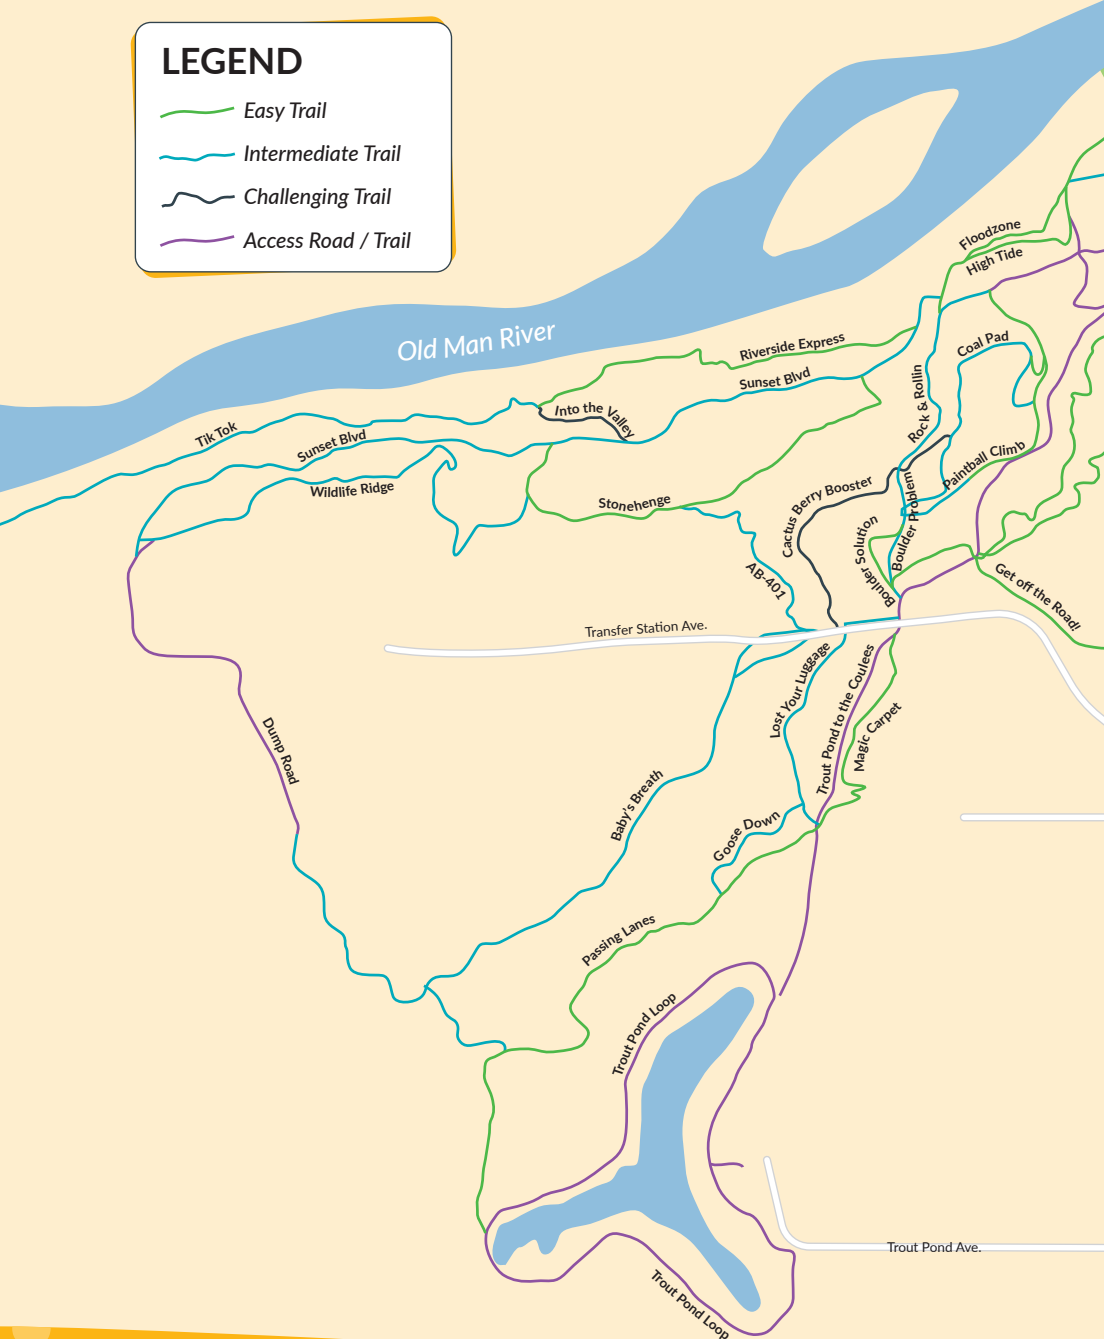 LEGEND
Easy Trail
Intermediate Trail
Challenging Trail
Access Road / Trail
Floodzone
High Tide
Old Man River
Riverside Express
Coal Pad
Sunset Blvd
Rock & Rollin
Into the Valley
Tik Tok
Sunset Blvd
Wildlife Ridge
Paintball Climb
Stonehenge
Cactus Berry Booster
Boulder Problem
Boulder Solution
AB-401
Get off the Road!
Transfer Station Ave.
Lost Your Luggage
Trout Pond to the Coulees
Magic Carpet
Dump Road
Baby's Breath
Goose Down
Passing Lanes
Trout Pond Loop
Trout Pond Ave.
Trout Pond Loop